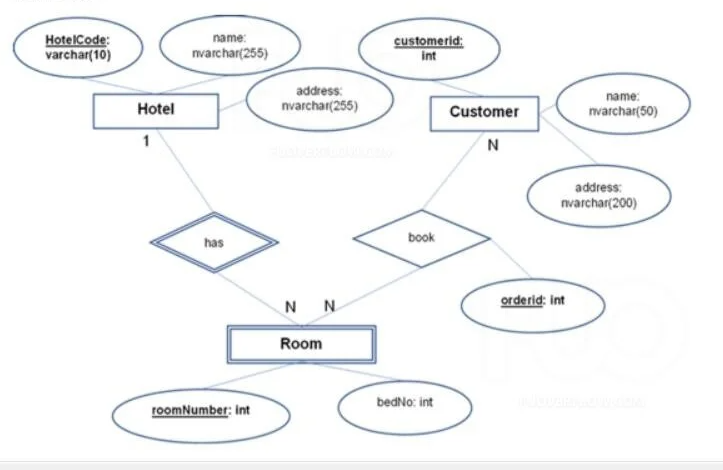 HotelCode:
varchar(10)
name:
nvarchar(255)
customerid:
int
address:
nvarchar(255)
Hotel
Customer
name:
nvarchar(50)
1
N
address:
nvarchar(200)
has
book
orderid: int
N N
Room
roomNumber: int
bedNo: int